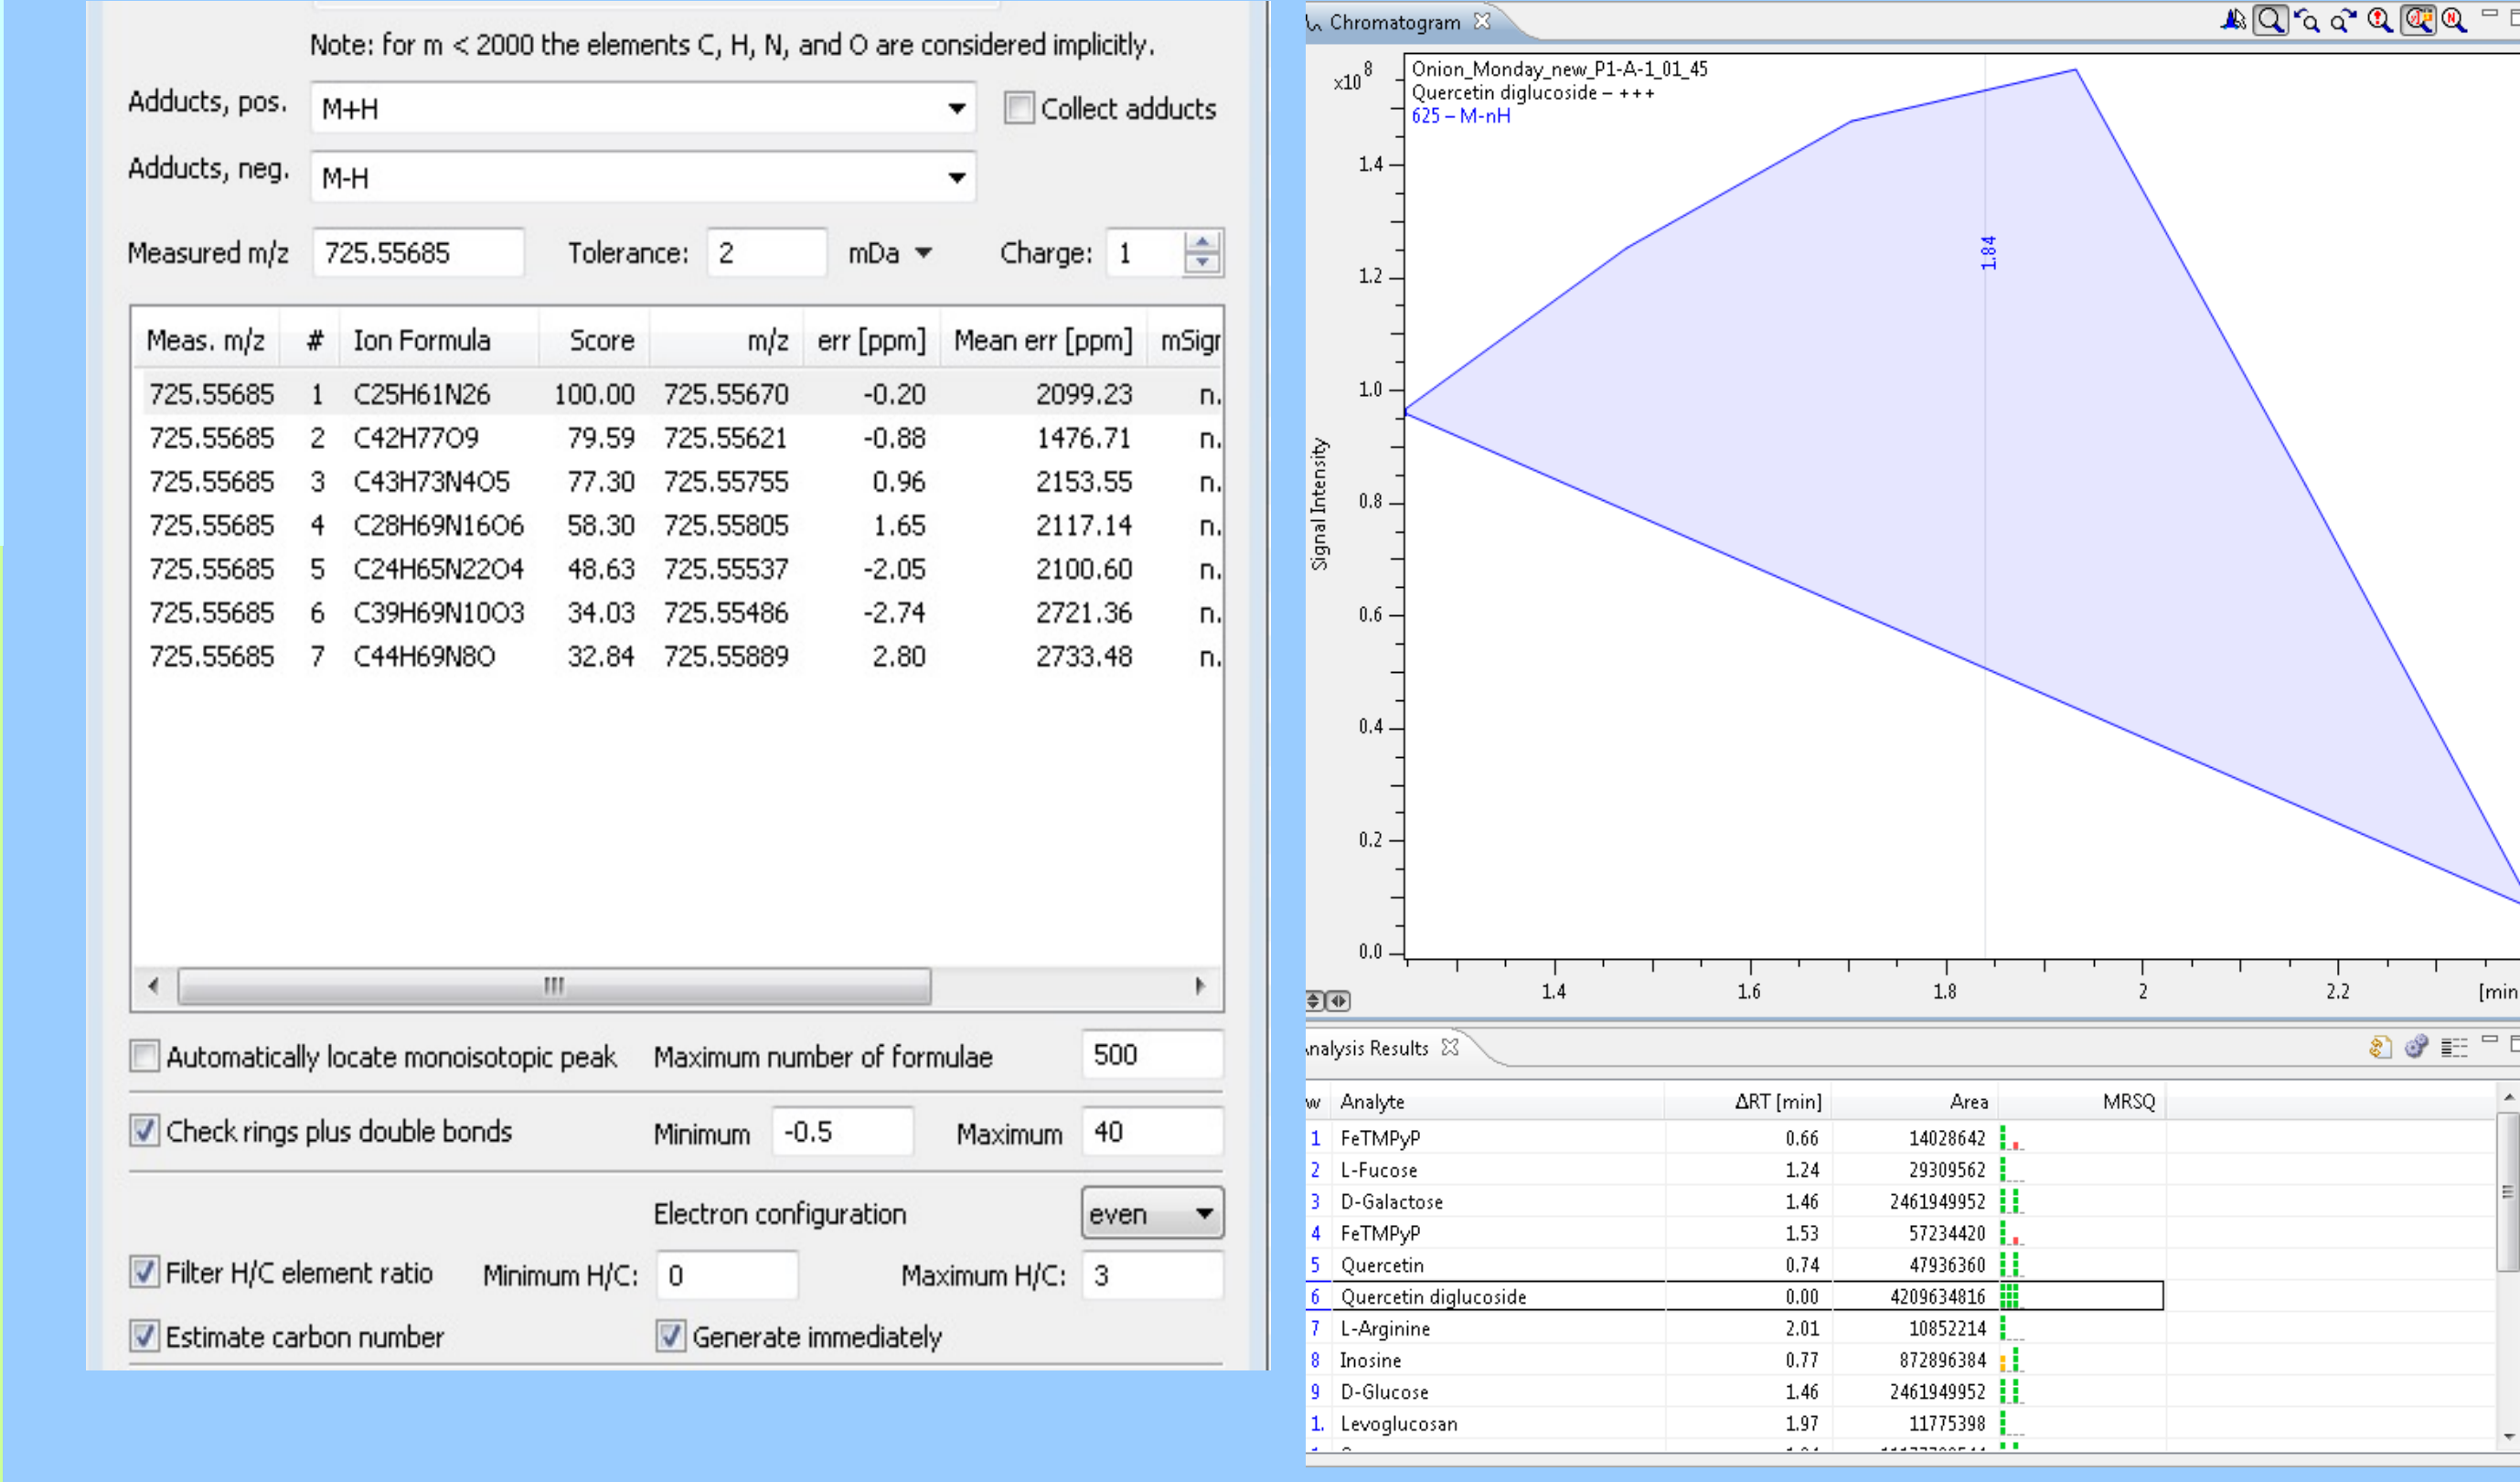 Note: for m < 2000 the elements C, H, N, and O are considered implicitly.
Adducts, pos. M+H Collect adducts
Adducts, neg. M-H
Measured m/z 725.55685 Tolerance: 2 mDa Charge: 1
Meas. m/z # Ion Formula Score m/z err [ppm] Mean err [ppm] mSigr
725.55685 1 C25H61N26 100.00 725.55670 -0.20 2099.23 n.
725.55685 2 C42H77O9 79.59 725.55621 -0.88 1476.71 n.
725.55685 3 C43H73N4O5 77.30 725.55755 0.96 2153.55 n.
725.55685 4 C28H69N16O6 58.30 725.55805 1.65 2117.14 n.
725.55685 5 C24H65N22O4 48.63 725.55537 -2.05 2100.60 n.
725.55685 6 C39H69N10O3 34.03 725.55486 -2.74 2721.36 n.
725.55685 7 C44H69N8O 32.84 725.55889 2.80 2733.48 n.
Automatically locate monoisotopic peak Maximum number of formulae 500
Check rings plus double bonds Minimum -0.5 Maximum 40
Electron configuration even
Filter H/C element ratio Minimum H/C: 0 Maximum H/C: 3
Estimate carbon number Generate immediately
Chromatogram
x10 8
Onion_Monday_new_P1-A-1_01_45
Quercetin diglucoside – +++
625 – M-nH
1.4
1.2
1.0
0.8
0.6
0.4
0.2
0.0
Signal Intensity
1.84
1.4 1.6 1.8 2 2.2 [min
nalysis Results
w Analyte ΔRT [min] Area MRSQ
1 FeTMPyP 0.66 14028642
2 L-Fucose 1.24 29309562
3 D-Galactose 1.46 2461949952
4 FeTMPyP 1.53 57234420
5 Quercetin 0.74 47936360
6 Quercetin diglucoside 0.00 4209634816
7 L-Arginine 2.01 10852214
8 Inosine 0.77 872896384
9 D-Glucose 1.46 2461949952
1. Levoglucosan 1.97 11775398